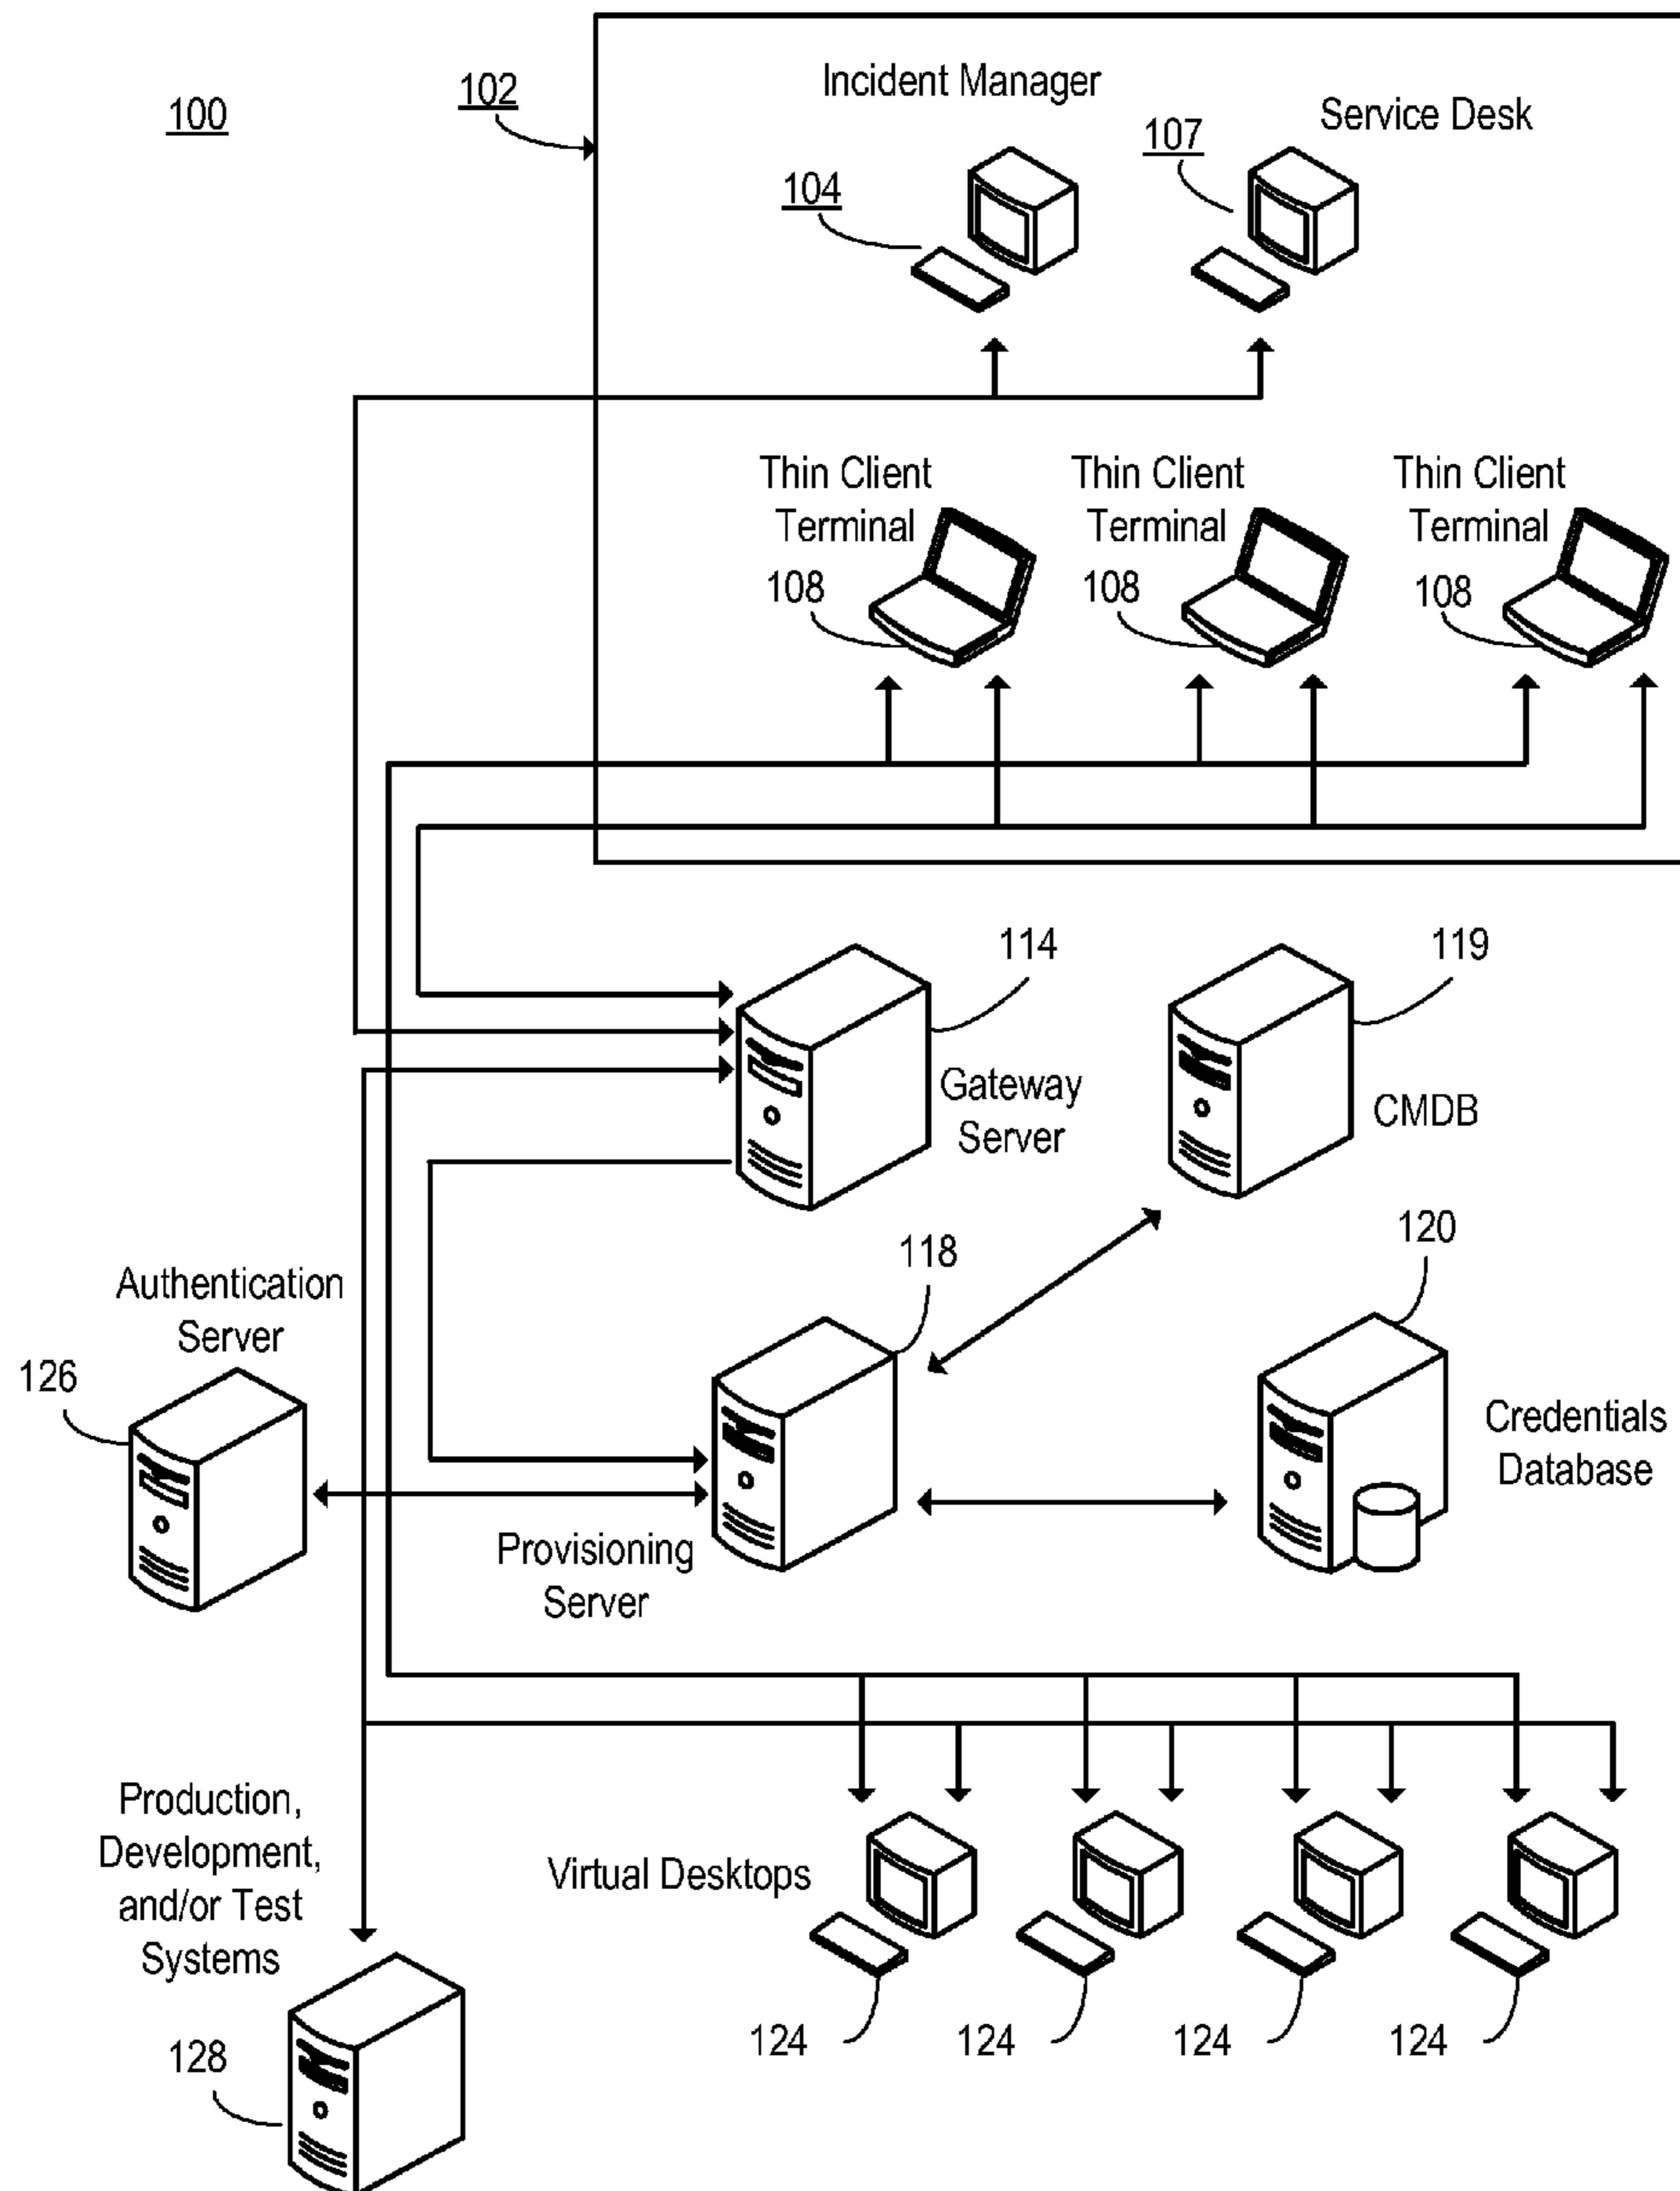 100
102
Incident Manager
Service Desk
107
104
Thin Client
Terminal
108
Thin Client
Terminal
108
Thin Client
Terminal
108
114
119
Gateway
Server
CMDB
118
120
Authentication
Server
126
Credentials
Database
Provisioning
Server
Production,
Development,
and/or Test
Systems
Virtual Desktops
124
124
124
124
128